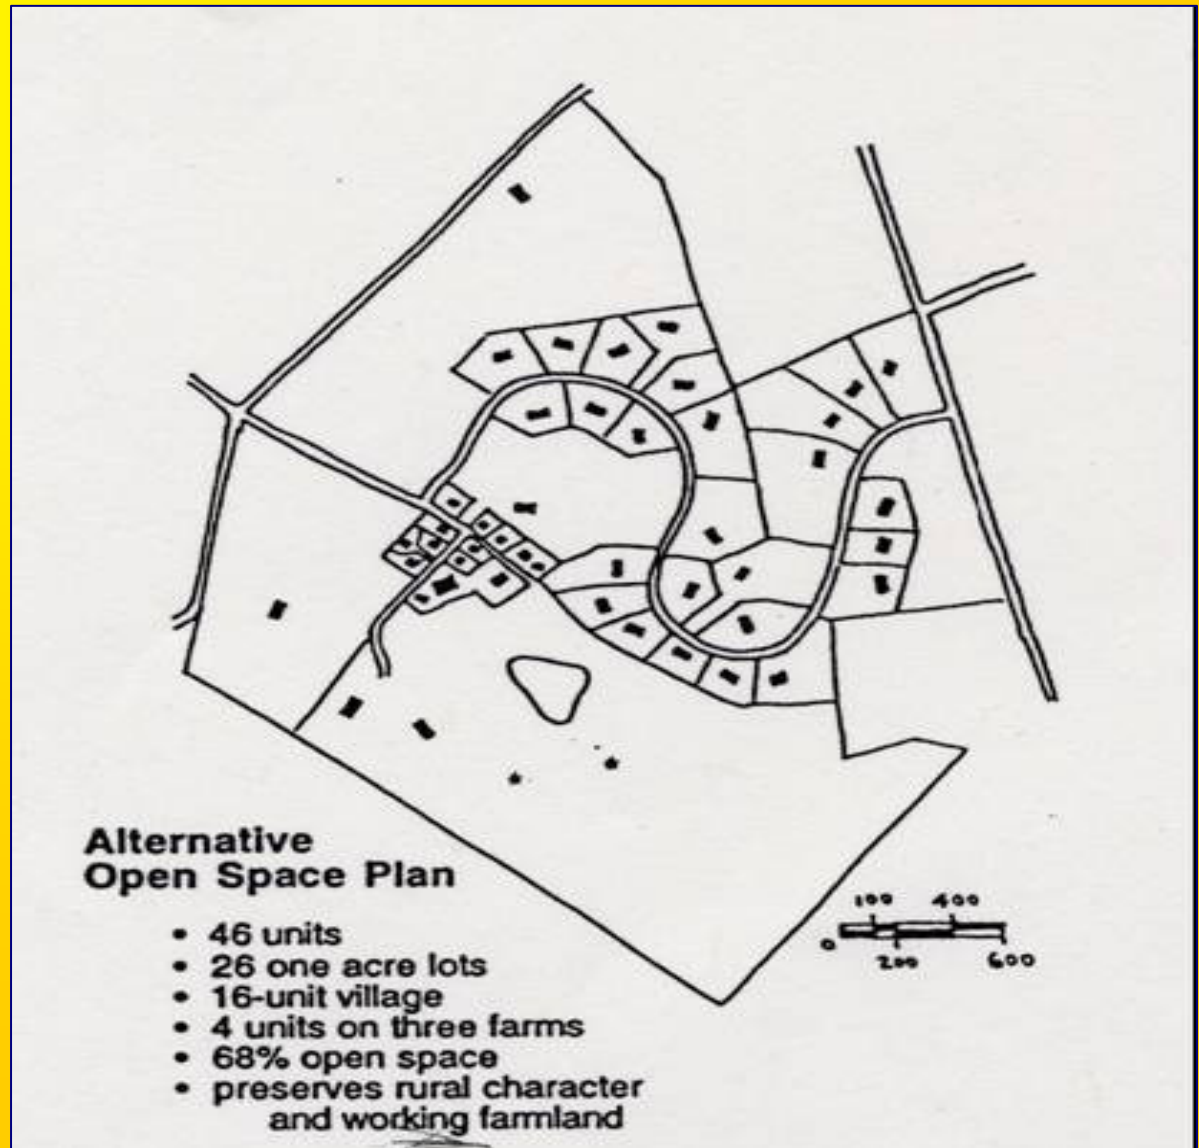 100 400
0 200 600
Alternative
Open Space Plan
• 46 units
• 26 one acre lots
• 16-unit village
• 4 units on three farms
• 68% open space
• preserves rural character
and working farmland